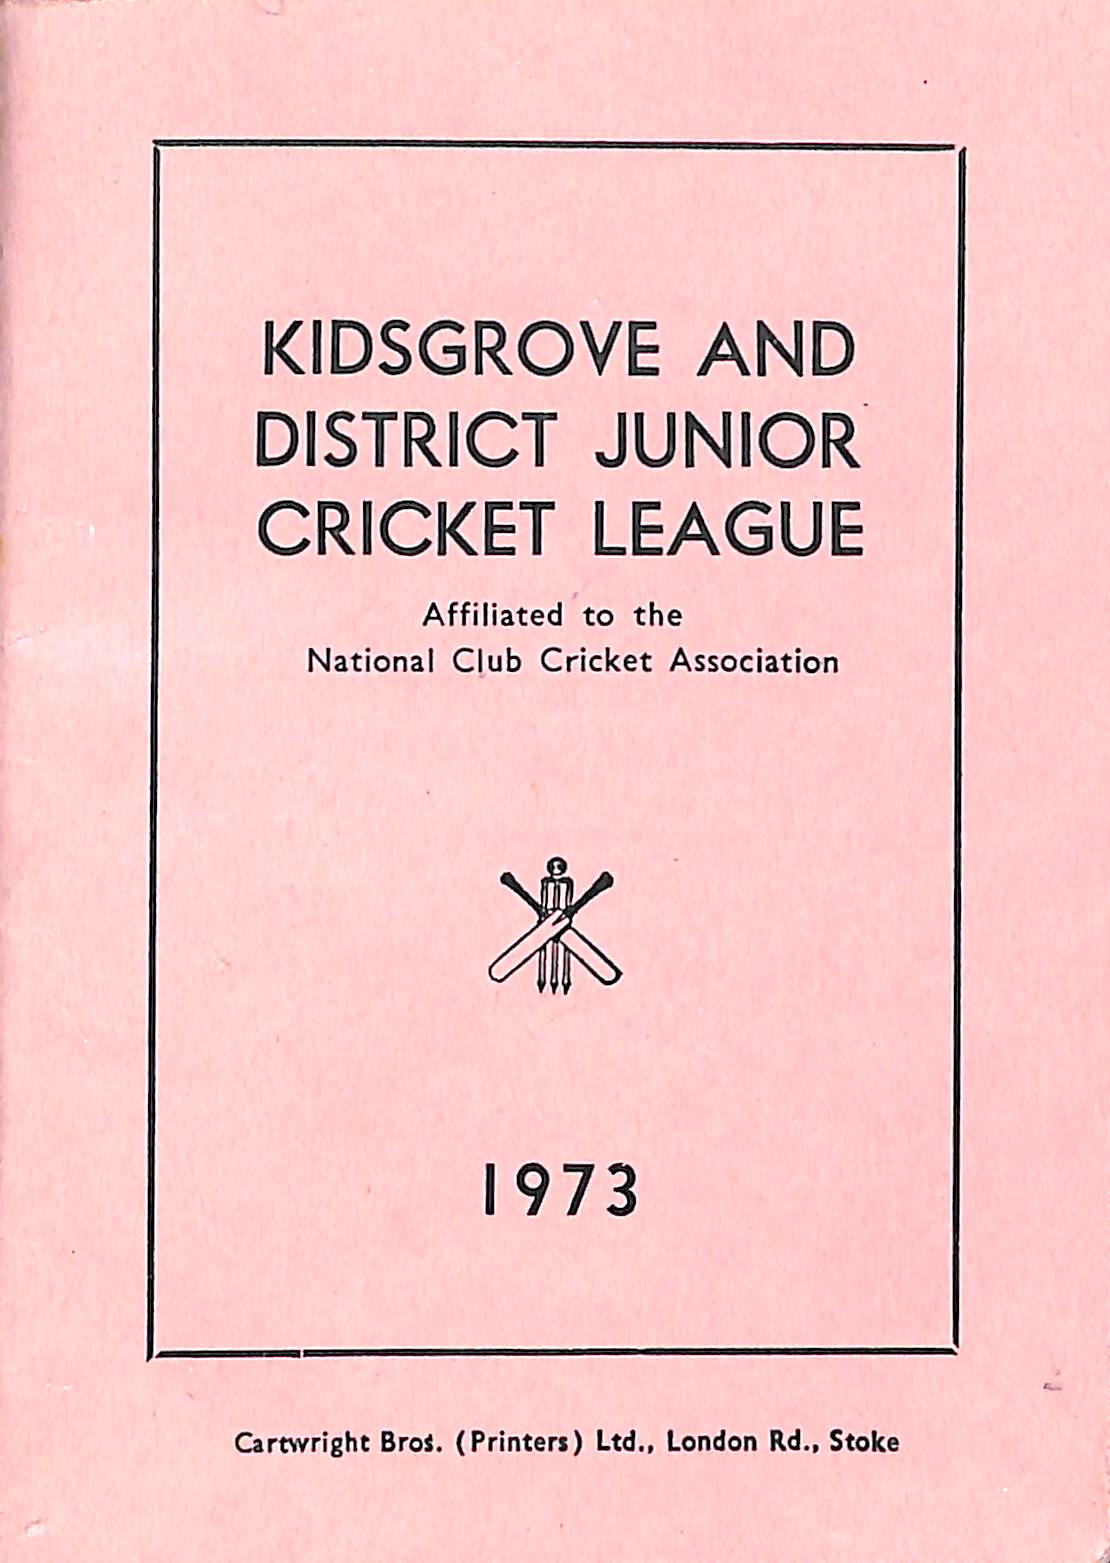 KIDSGROVE AND
DISTRICT JUNIOR
CRICKET LEAGUE
Affiliated to the
National Club Cricket Association
1973
Cartwright Bros. (Printers) Ltd., London Rd., Stoke